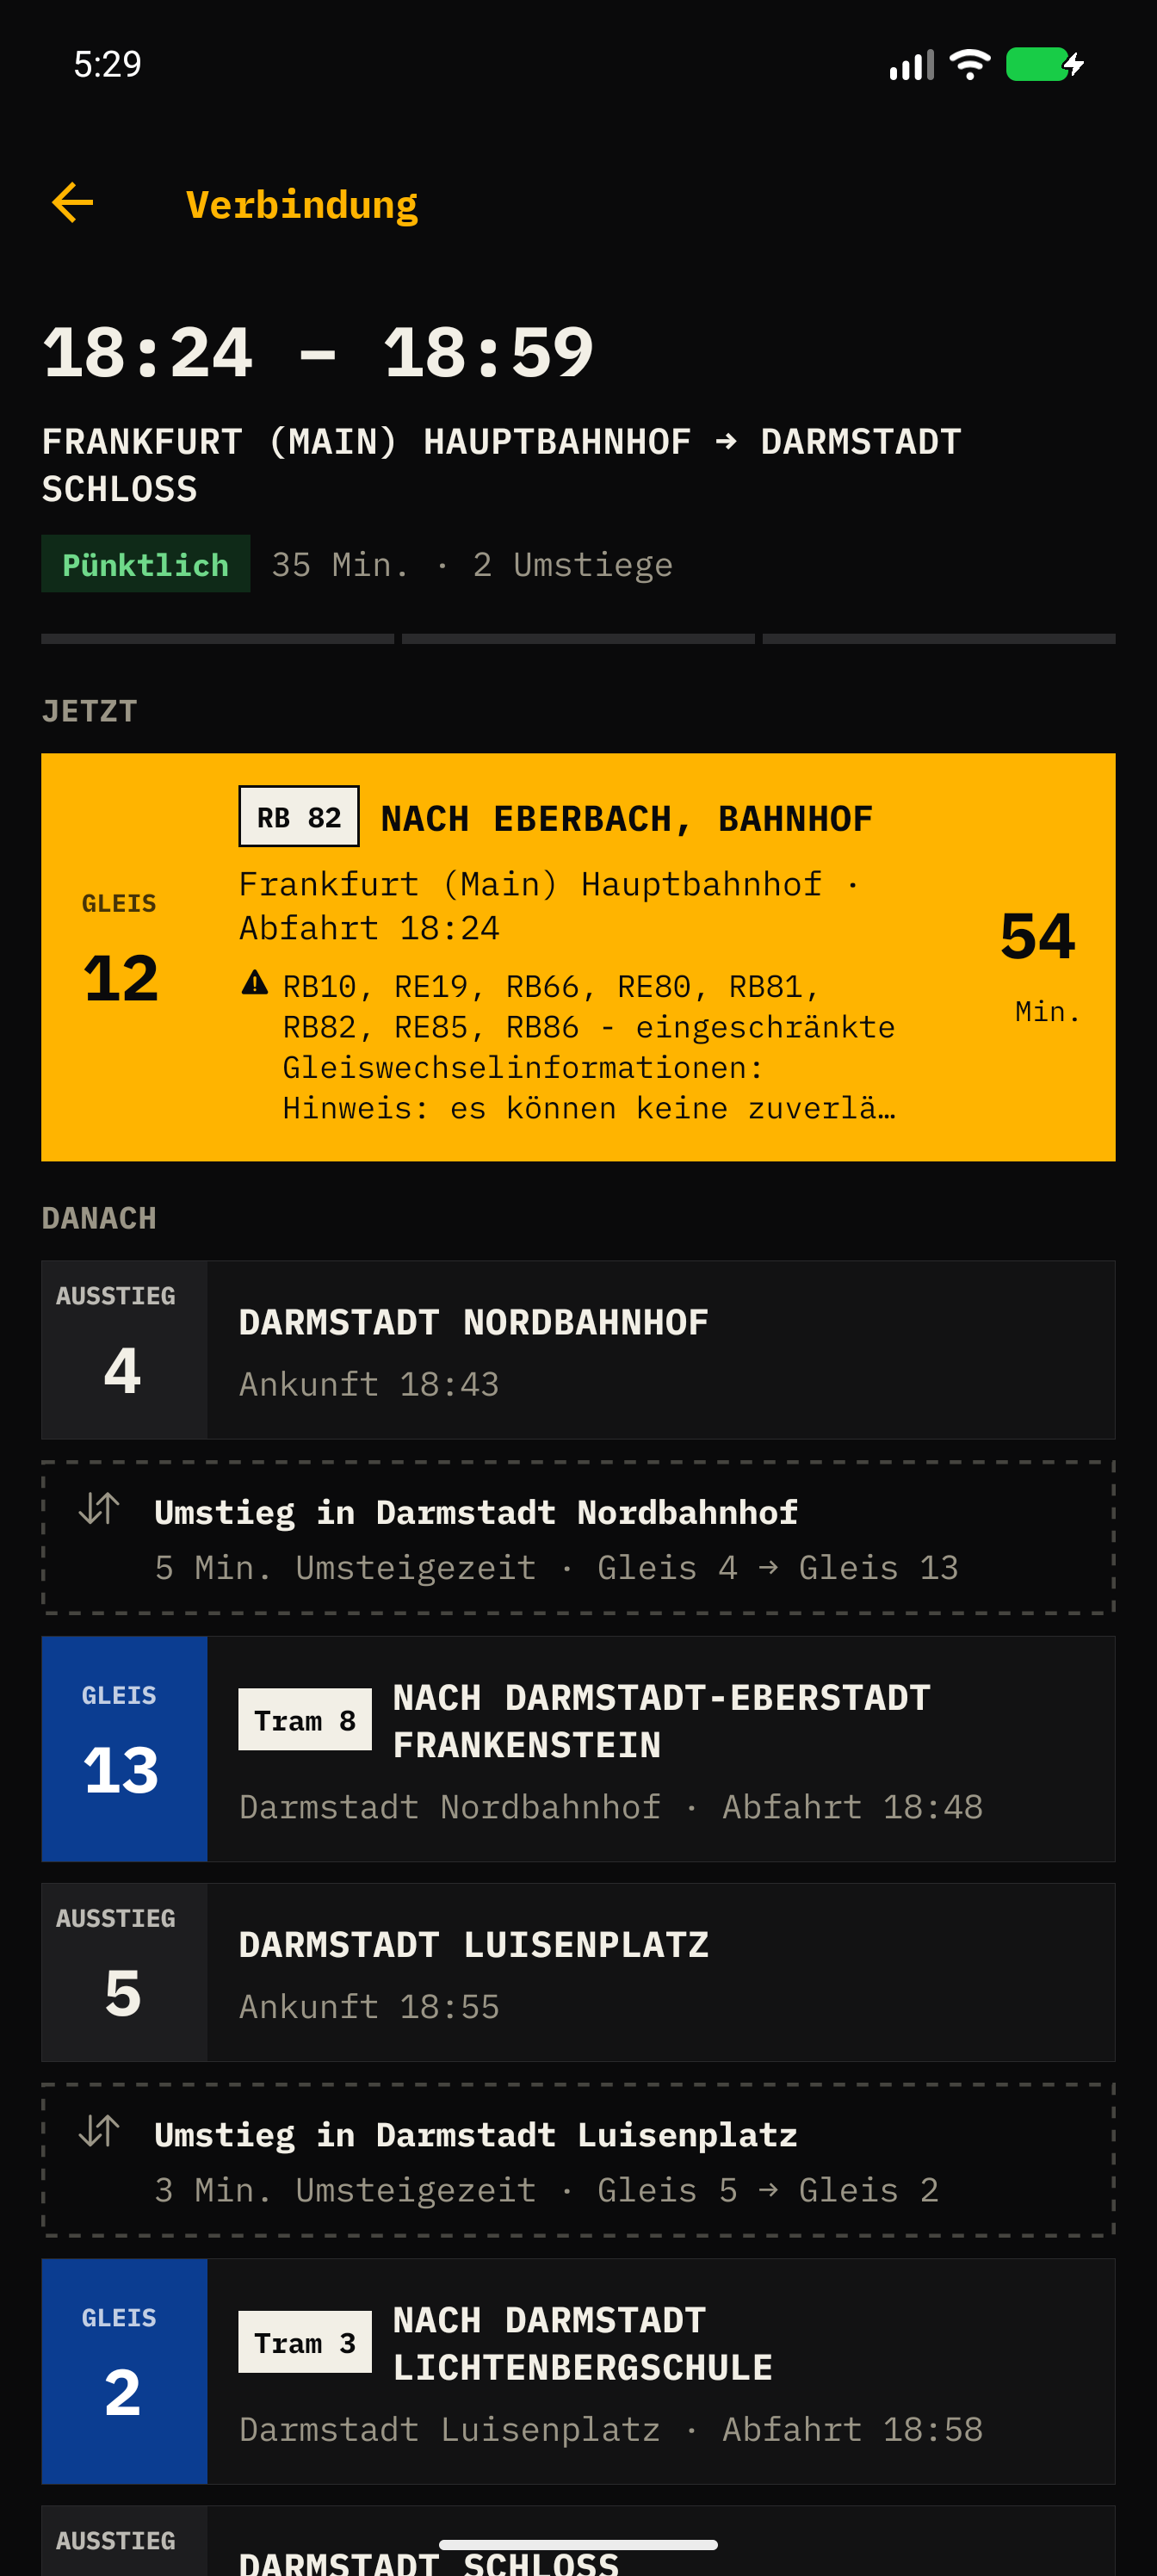 5:29
Verbindung
18:24 – 18:59
FRANKFURT (MAIN) HAUPTBAHNHOF → DARMSTADT
SCHLOSS
Pünktlich 35 Min. · 2 Umstiege
JETZT
RB 82 NACH EBERBACH, BAHNHOF
GLEIS
12
Frankfurt (Main) Hauptbahnhof ·
Abfahrt 18:24
RB10, RE19, RB66, RE80, RB81,
RB82, RE85, RB86 - eingeschränkte
Gleiswechselinformationen:
Hinweis: es können keine zuverlä…
54
Min.
DANACH
AUSSTIEG
4
DARMSTADT NORDBAHNHOF
Ankunft 18:43
Umstieg in Darmstadt Nordbahnhof
5 Min. Umsteigezeit · Gleis 4 → Gleis 13
GLEIS
13
Tram 8
NACH DARMSTADT-EBERSTADT
FRANKENSTEIN
Darmstadt Nordbahnhof · Abfahrt 18:48
AUSSTIEG
5
DARMSTADT LUISENPLATZ
Ankunft 18:55
Umstieg in Darmstadt Luisenplatz
3 Min. Umsteigezeit · Gleis 5 → Gleis 2
GLEIS
2
Tram 3
NACH DARMSTADT
LICHTENBERGSCHULE
Darmstadt Luisenplatz · Abfahrt 18:58
AUSSTIEG
DARMSTADT SCHLOSS